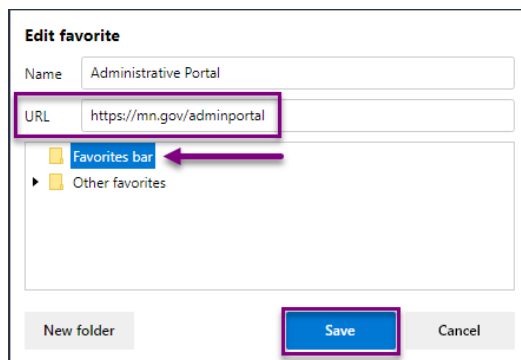 Edit favorite
Name Administrative Portal
URL https://mn.gov/adminportal
Favorites bar
Other favorites
New folder Save Cancel